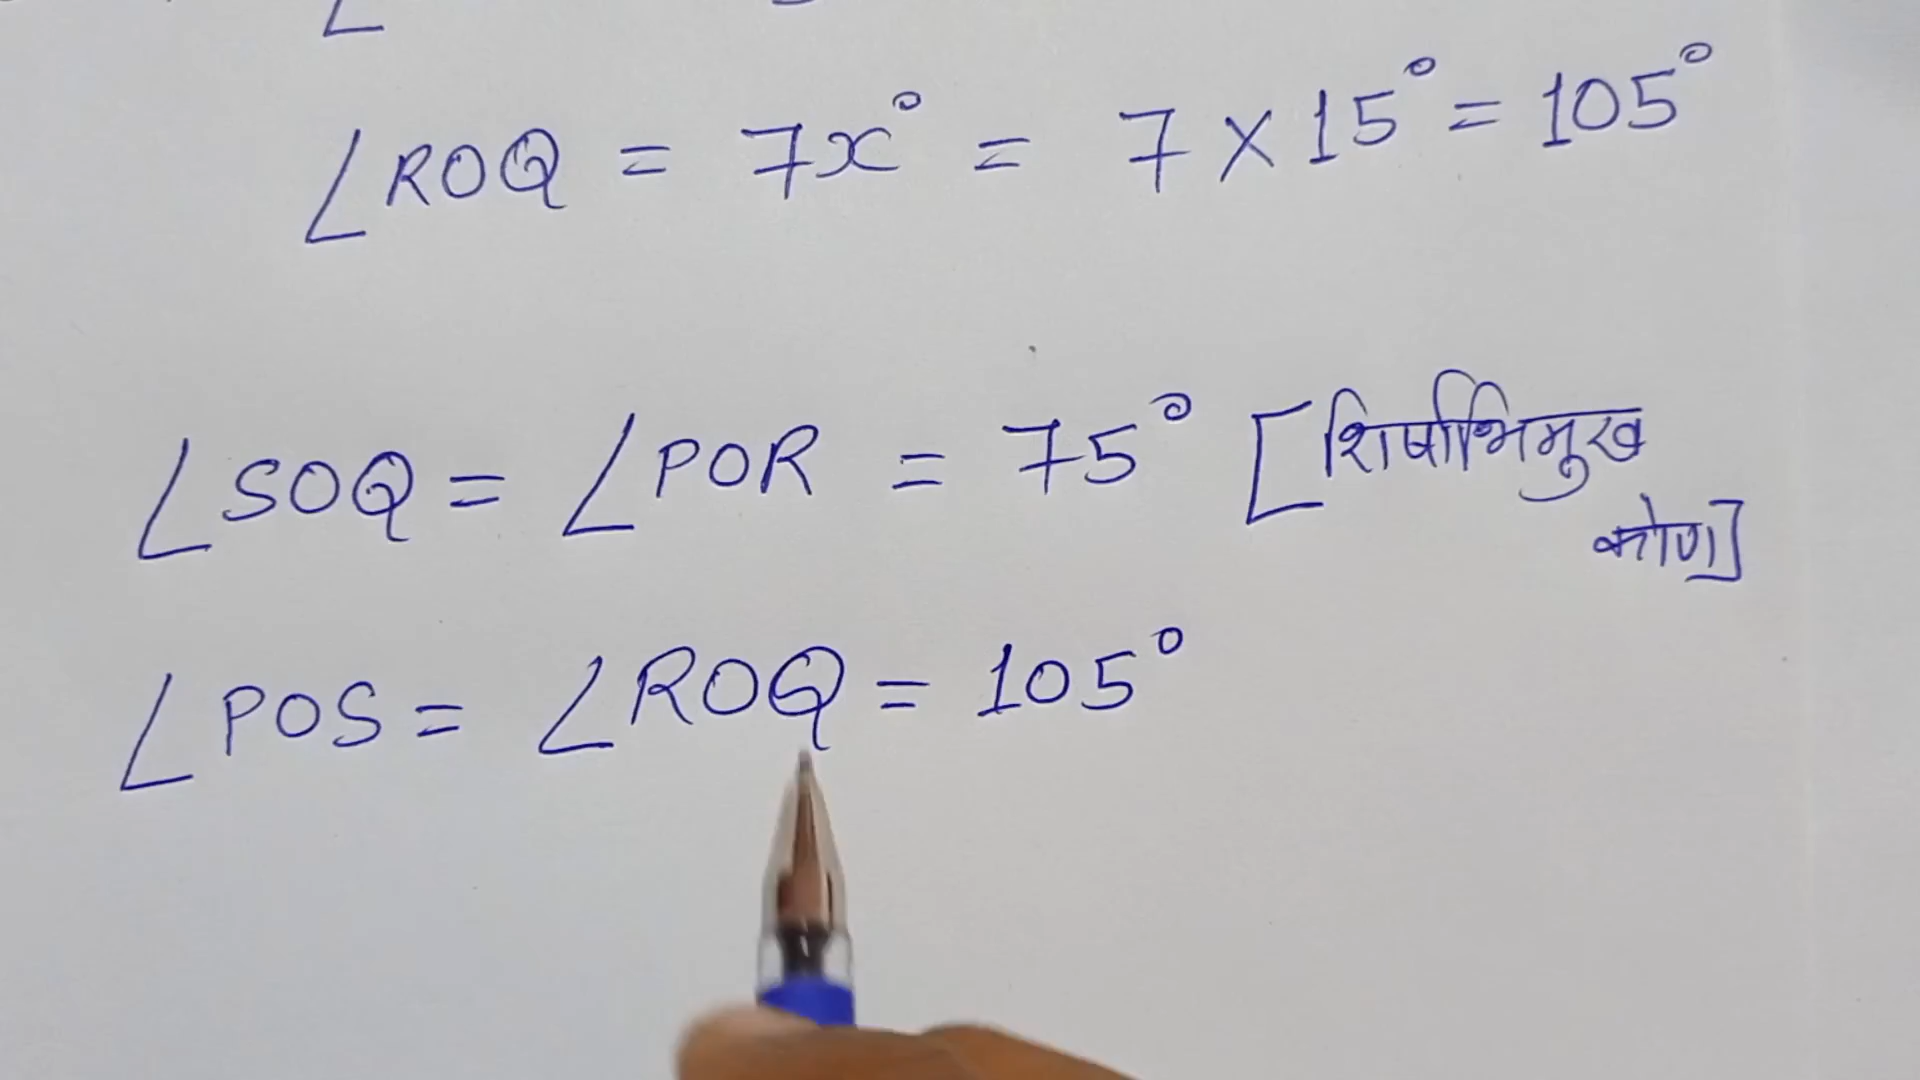 ∠ROQ = 7x° = 7 × 15° = 105°
∠SOQ = ∠POR = 75° [शिर्षाभिमुख
कोण]
∠POS = ∠ROQ = 105°